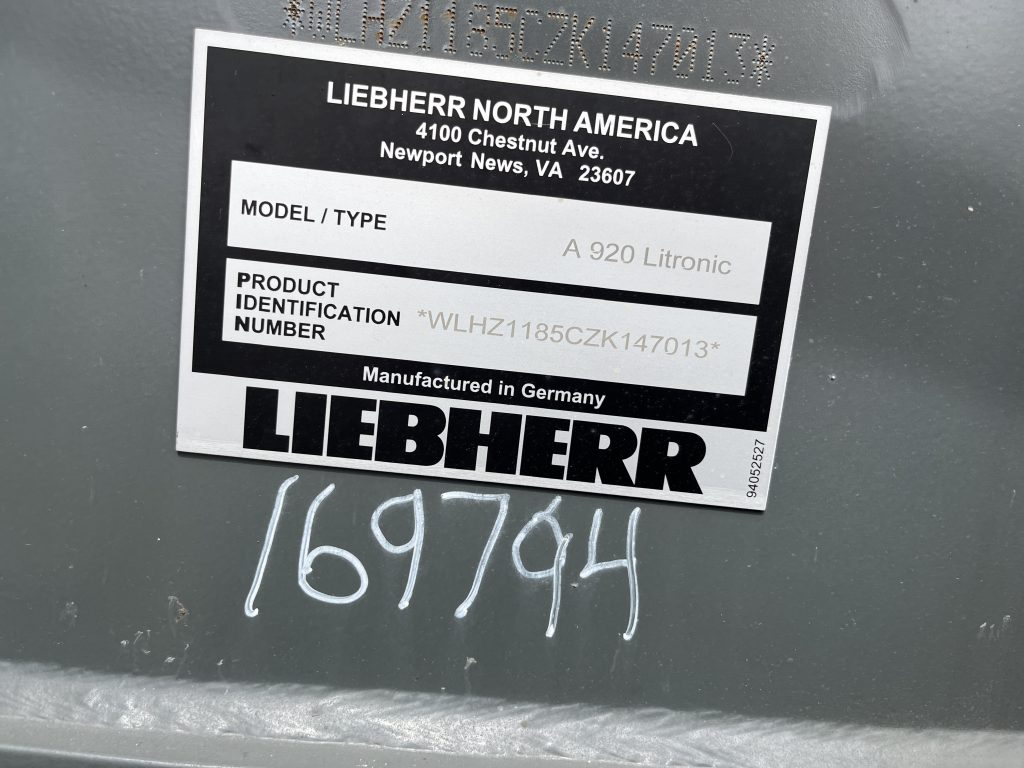 *WLHZ1185CZK147013*
LIEBHERR NORTH AMERICA
4100 Chestnut Ave.
Newport News, VA 23607
MODEL / TYPE
A 920 Litronic
PRODUCT
IDENTIFICATION
NUMBER
*WLHZ1185CZK147013*
Manufactured in Germany
LIEBHERR
94052527
169794